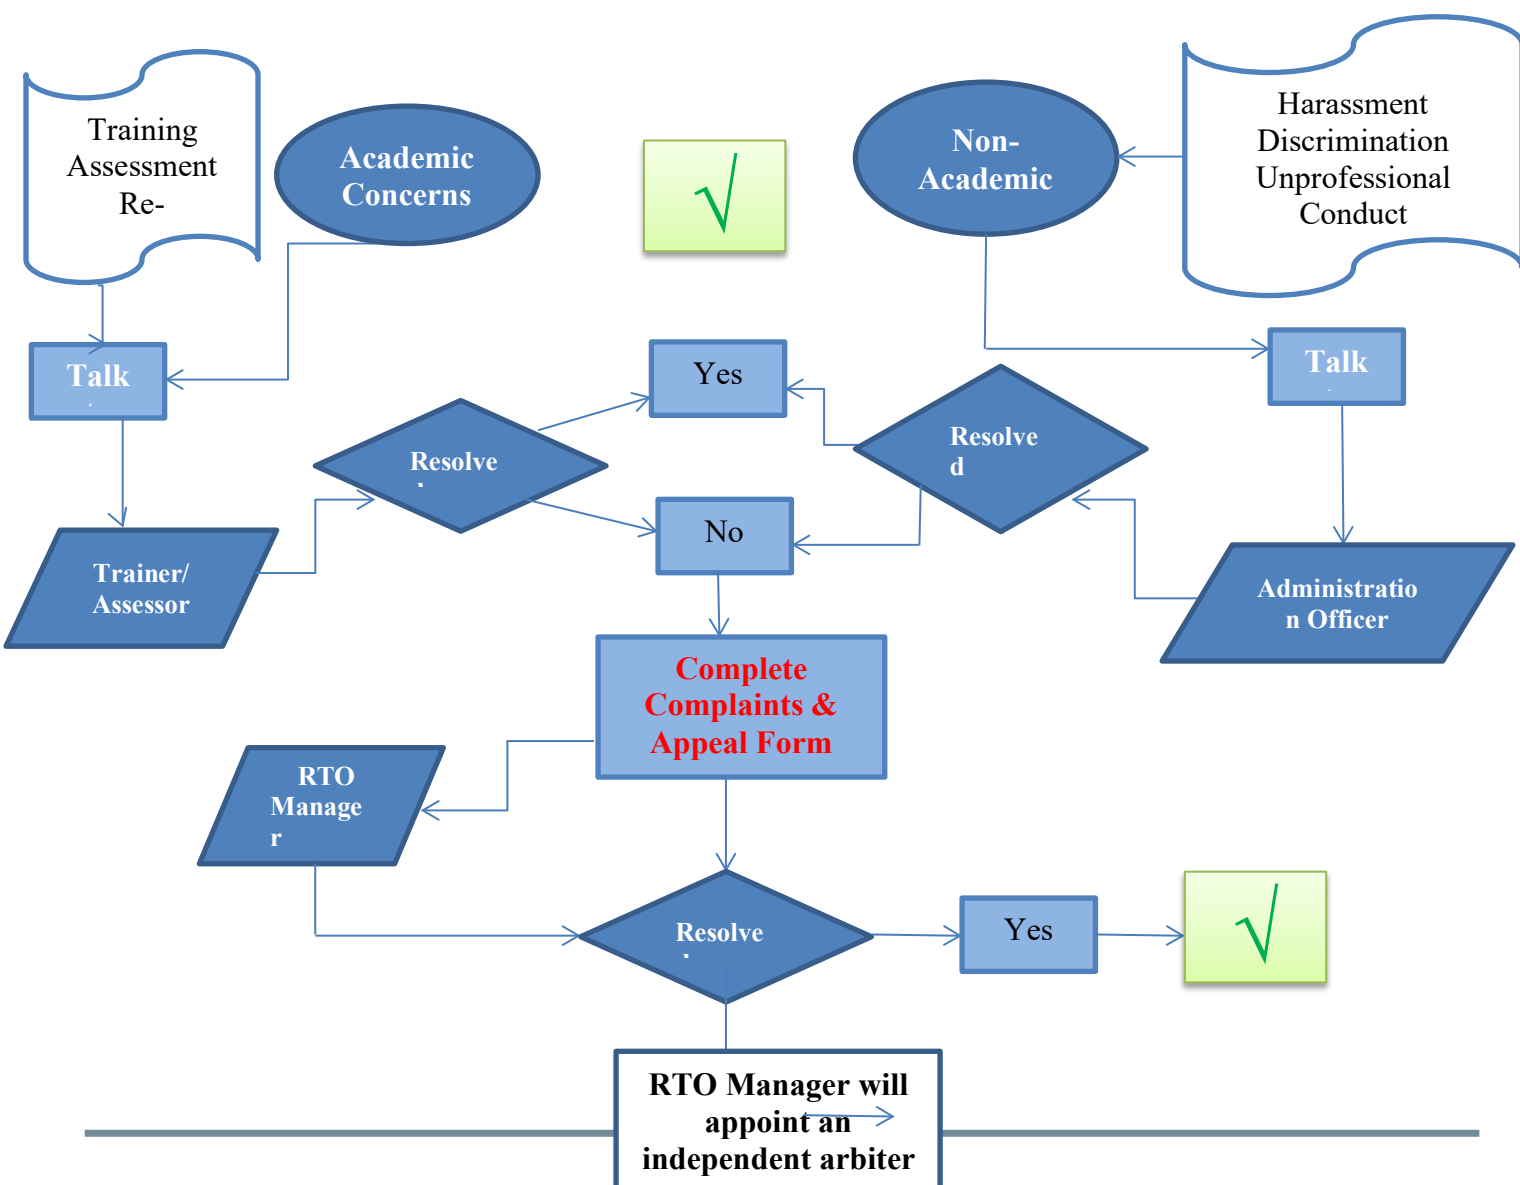 Training
Assessment
Re-
Academic
Concerns
√
Non-
Academic
Harassment
Discrimination
Unprofessional
Conduct
Talk
Yes
Talk
Resolve
Resolve
d
No
Trainer/
Assessor
Administratio
n Officer
Complete
Complaints &
Appeal Form
RTO
Manage
r
Resolve
Yes
√
RTO Manager will
appoint an
independent arbiter